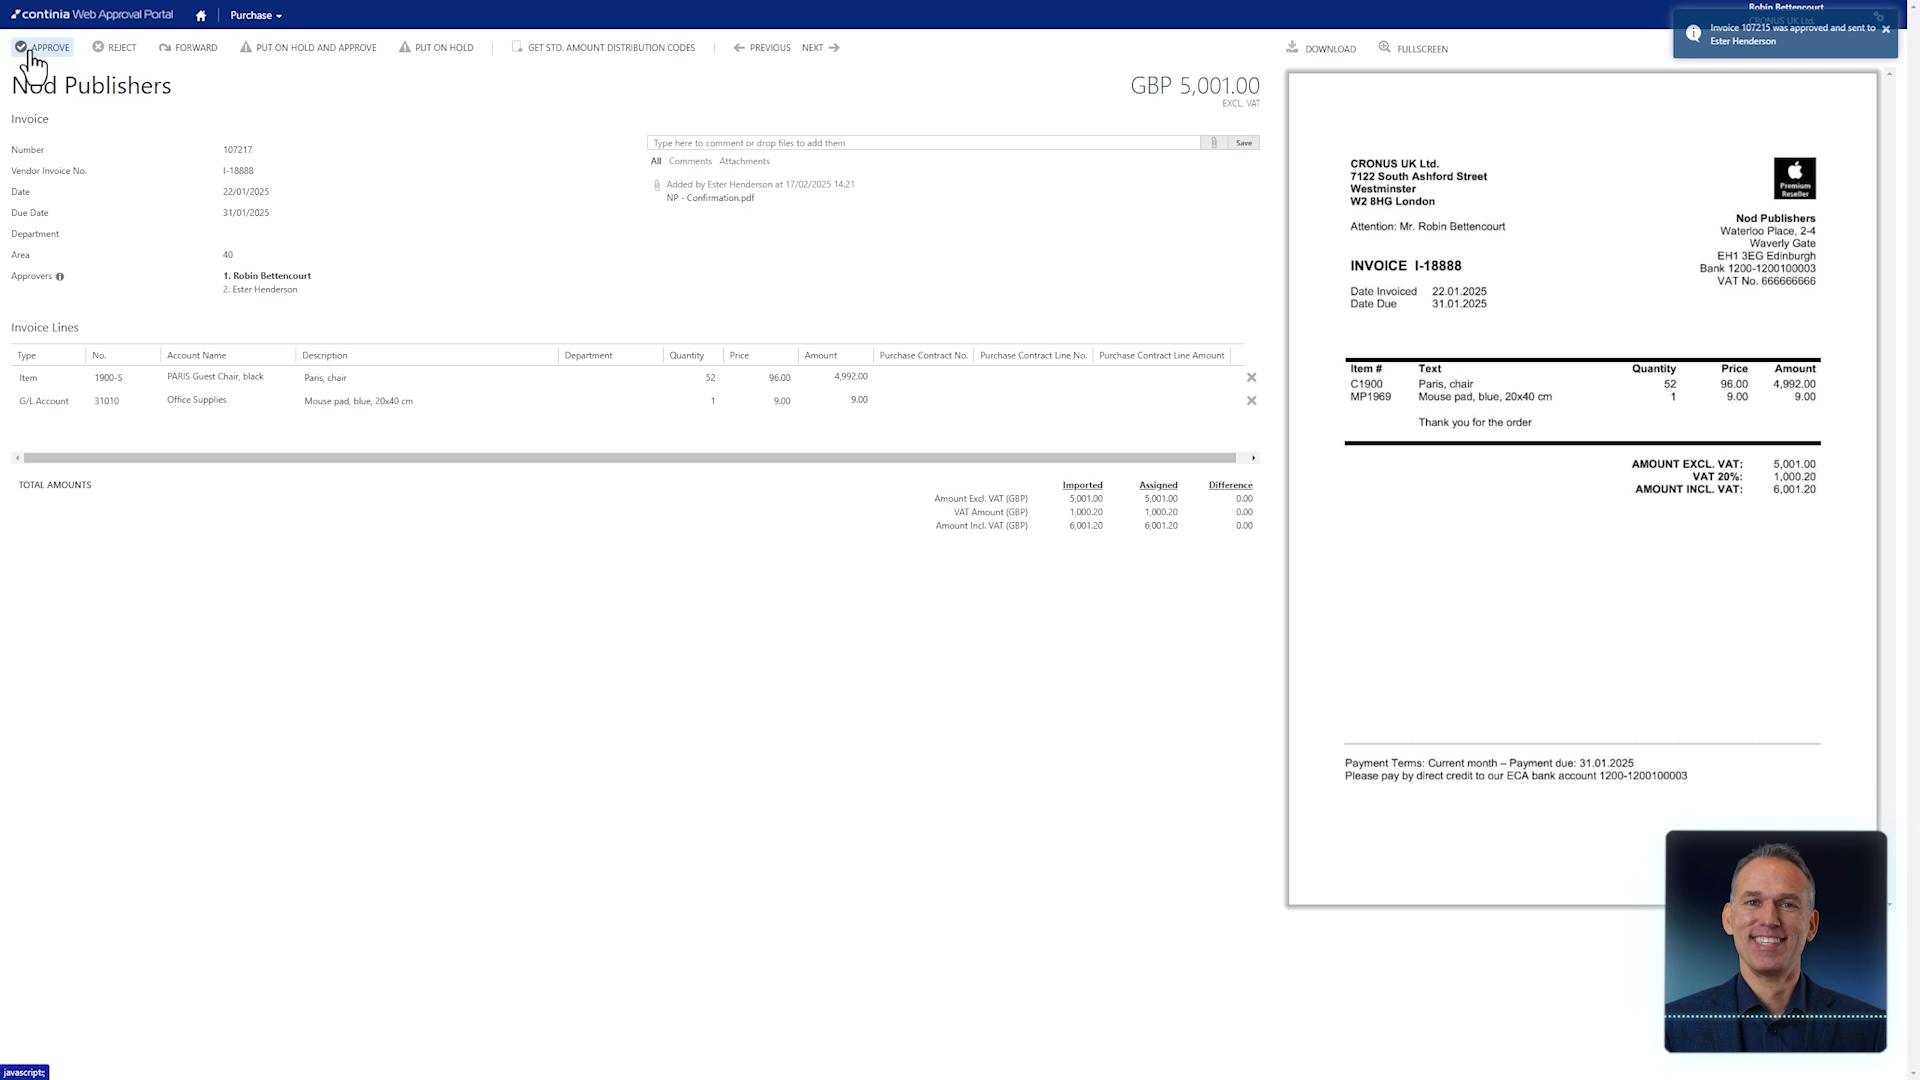 continia Web Approval Portal
Purchase
Robin Bettencourt
CRONUS UK Ltd.
Invoice 107215 was approved and sent to
Ester Henderson
APPROVE
REJECT
FORWARD
PUT ON HOLD AND APPROVE
PUT ON HOLD
GET STD. AMOUNT DISTRIBUTION CODES
PREVIOUS
NEXT
DOWNLOAD
FULLSCREEN
Nod Publishers
GBP 5,001.00
EXCL. VAT
Invoice
Number 107217
Vendor Invoice No. I-18888
Date 22/01/2025
Due Date 31/01/2025
Department
Area 40
Approvers 1. Robin Bettencourt
2. Ester Henderson
Type here to comment or drop files to add them
Save
All Comments Attachments
Added by Ester Henderson at 17/02/2025 14:21
NP - Confirmation.pdf
Invoice Lines
Type No. Account Name Description Department Quantity Price Amount Purchase Contract No. Purchase Contract Line No. Purchase Contract Line Amount
Item 1900-S PARIS Guest Chair, black Paris, chair 52 96.00 4,992.00
G/L Account 31010 Office Supplies Mouse pad, blue, 20x40 cm 1 9.00 9.00
TOTAL AMOUNTS
Imported Assigned Difference
Amount Excl. VAT (GBP) 5,001.00 5,001.00 0.00
VAT Amount (GBP) 1,000.20 1,000.20 0.00
Amount Incl. VAT (GBP) 6,001.20 6,001.20 0.00
CRONUS UK Ltd.
7122 South Ashford Street
Westminster
W2 8HG London
Attention: Mr. Robin Bettencourt
Premium
Reseller
Nod Publishers
Waterloo Place, 2-4
Waverly Gate
EH1 3EG Edinburgh
Bank 1200-1200100003
VAT No. 666666666
INVOICE I-18888
Date Invoiced 22.01.2025
Date Due 31.01.2025
Item # Text Quantity Price Amount
C1900 Paris, chair 52 96.00 4,992.00
MP1969 Mouse pad, blue, 20x40 cm 1 9.00 9.00
Thank you for the order
AMOUNT EXCL. VAT: 5,001.00
VAT 20%: 1,000.20
AMOUNT INCL. VAT: 6,001.20
Payment Terms: Current month – Payment due: 31.01.2025
Please pay by direct credit to our ECA bank account 1200-1200100003
javascript:;